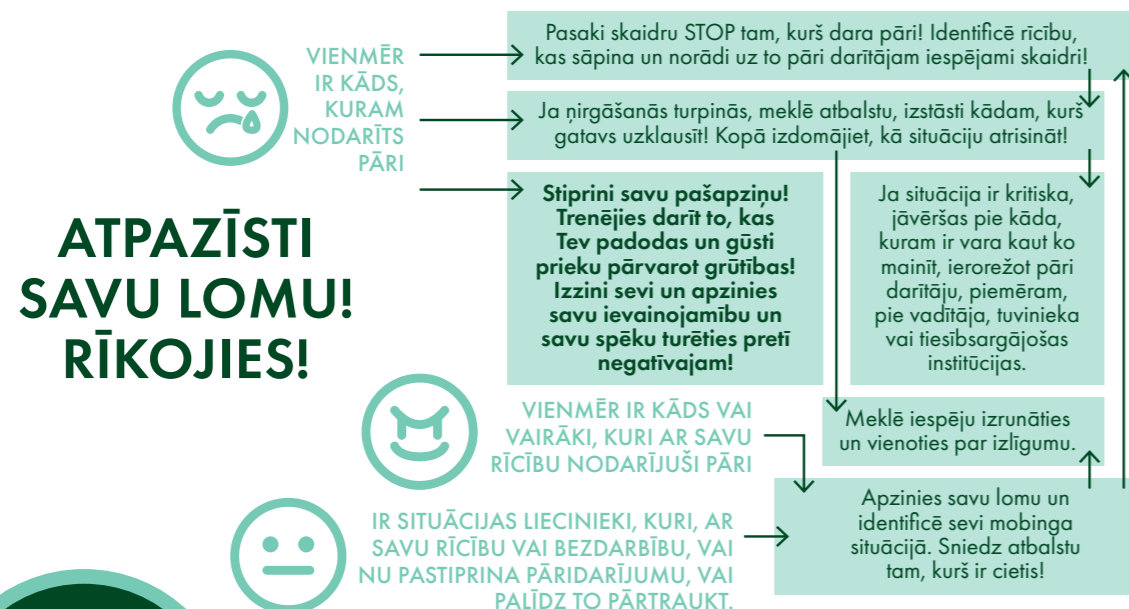 VIENMĒR
IR KĀDS,
KURAM
NODARĪTS
PĀRI
Pasaki skaidru STOP tam, kurš dara pāri! Identificē rīcību,
kas sāpina un norādi uz to pāri darītājam iespējami skaidri!
Ja ņirgāšanās turpinās, meklē atbalstu, izstāsti kādam, kurš
gatavs uzklausīt! Kopā izdomājiet, kā situāciju atrisināt!
Stiprini savu pašapziņu!
Trenējies darīt to, kas
Tev padodas un gūsti
prieku pārvarot grūtības!
Izzini sevi un apzinies
savu ievainojamību un
savu spēku turēties pretī
negatīvajam!
Ja situācija ir kritiska,
jāvēršas pie kāda,
kuram ir vara kaut ko
mainīt, ierorežot pāri
darītāju, piemēram,
pie vadītāja, tuvinieka
vai tiesībsargājošas
institūcijas.
ATPAZĪSTI
SAVU LOMU!
RĪKOJIES!
VIENMĒR IR KĀDS VAI
VAIRĀKI, KURI AR SAVU
RĪCĪBU NODARĪJUŠI PĀRI
Meklē iespēju izrunāties
un vienoties par izlīgumu.
IR SITUĀCIJAS LIECINIEKI, KURI, AR
SAVU RĪCĪBU VAI BEZDARBĪBU, VAI
NU PASTIPRINA PĀRIDARĪJUMU, VAI
PALĪDZ TO PĀRTRAUKT.
Apzinies savu lomu un
identificē sevi mobinga
situācijā. Sniedz atbalstu
tam, kurš ir cietis!